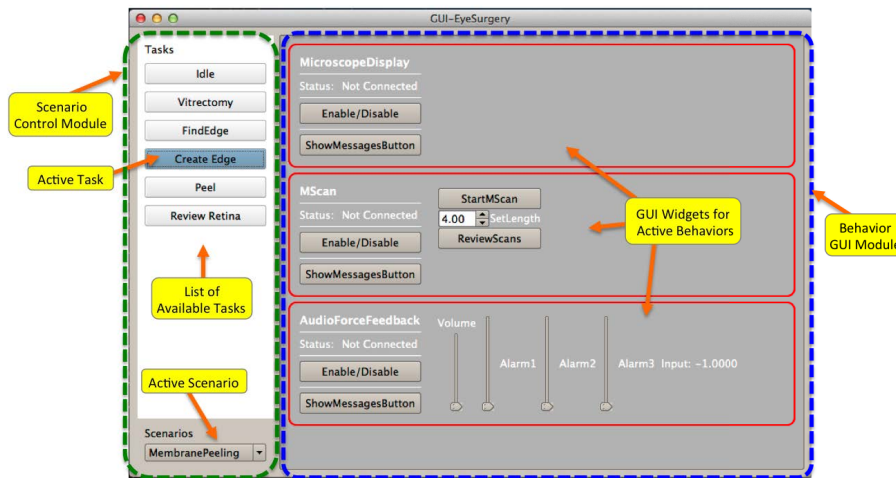 GUI-EyeSurgery
Tasks
Idle
Vitrectomy
FindEdge
Create Edge
Peel
Review Retina
Scenarios
MembranePeeling
Scenario
Control Module
Active Task
List of
Available Tasks
Active Scenario
MicroscopeDisplay
Status: Not Connected
Enable/Disable
ShowMessagesButton
MScan
Status: Not Connected
Enable/Disable
ShowMessagesButton
StartMScan
4.00 SetLength
ReviewScans
AudioForceFeedback
Status: Not Connected
Enable/Disable
ShowMessagesButton
Volume
Alarm1 Alarm2 Alarm3 Input: -1.0000
GUI Widgets for
Active Behaviors
Behavior
GUI Module